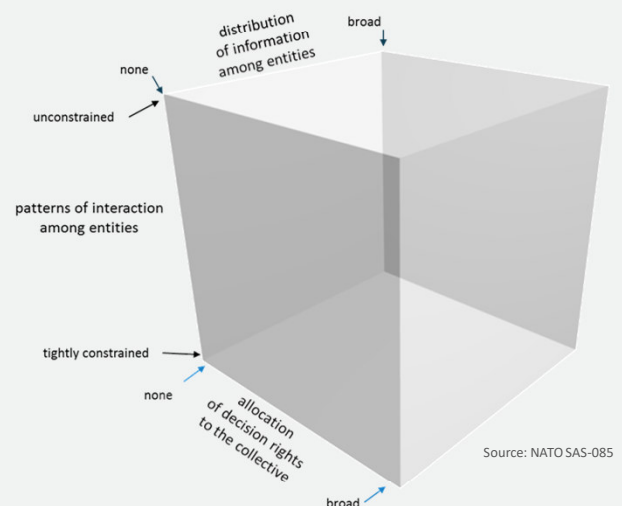 distribution
of information
among entities
broad
none
unconstrained
patterns of interaction
among entities
tightly constrained
none
allocation
of decision rights
to the collective
Source: NATO SAS-085
broad